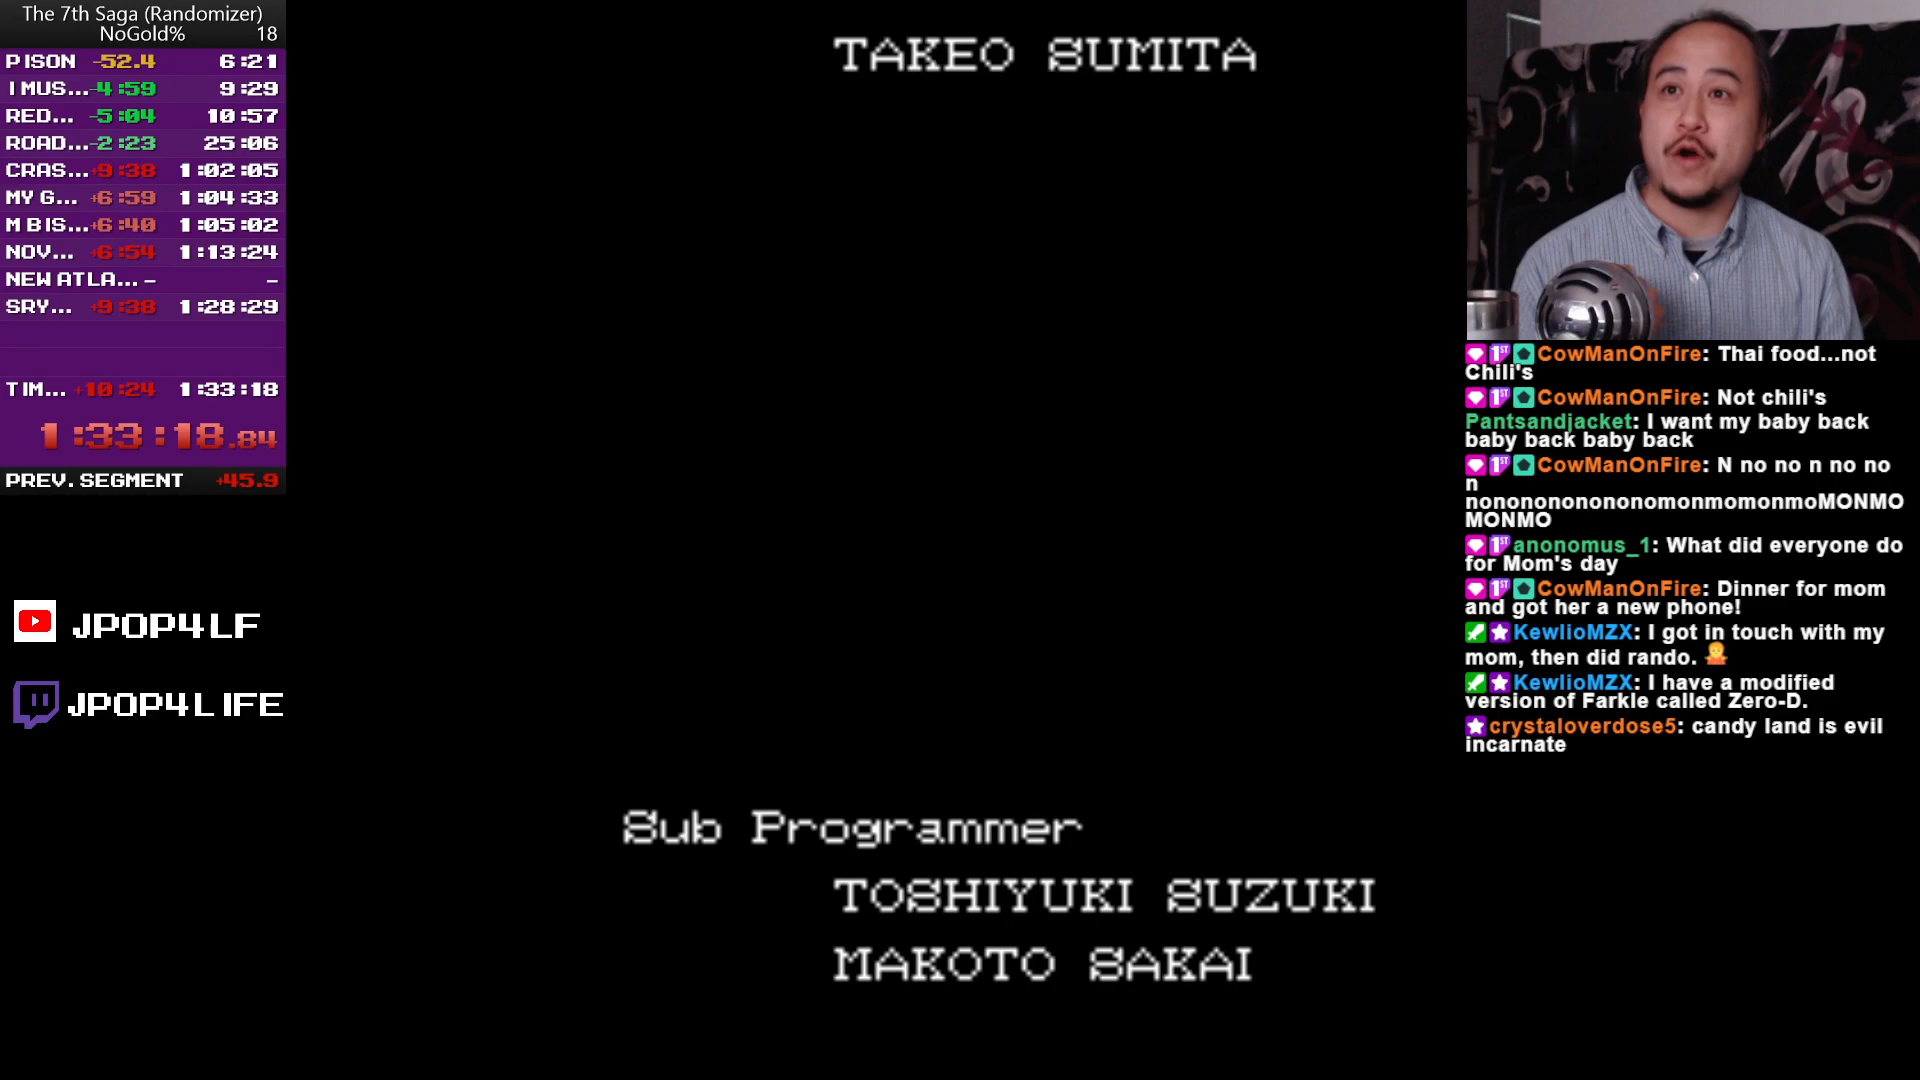 The 7th Saga (Randomizer)
NoGold% 18
PISON -52.4 6:21
I MUS... -4:59 9:29
RED... -5:04 10:57
ROAD... -2:23 25:06
CRAS... +9:38 1:02:05
MY G... +6:59 1:04:33
M BIS... +6:40 1:05:02
NOV... +6:54 1:13:24
NEW ATLA... - -
SRY... +9:38 1:28:29
TIM... +10:24 1:33:18
1:33:18.84
PREV. SEGMENT +45.9
JPOP4LF
JPOP4LIFE
TAKEO SUMITA
Sub Programmer
TOSHIYUKI SUZUKI
MAKOTO SAKAI
1ST CowManOnFire: Thai food...not
Chili's
1ST CowManOnFire: Not chili's
Pantsandjacket: I want my baby back
baby back baby back
1ST CowManOnFire: N no no n no no
n
nonononononomonmomonmoMONMO
MONMO
1ST anonomus_1: What did everyone do
for Mom's day
1ST CowManOnFire: Dinner for mom
and got her a new phone!
KewlioMZX: I got in touch with my
mom, then did rando.
KewlioMZX: I have a modified
version of Farkle called Zero-D.
crystaloverdose5: candy land is evil
incarnate